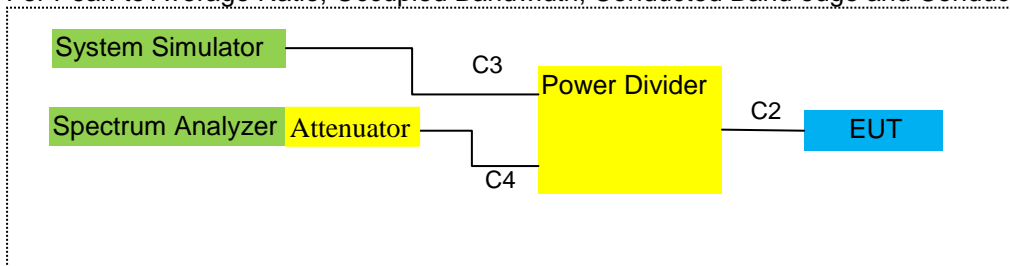 System Simulator
C3
Power Divider
Spectrum Analyzer Attenuator
C2
EUT
C4